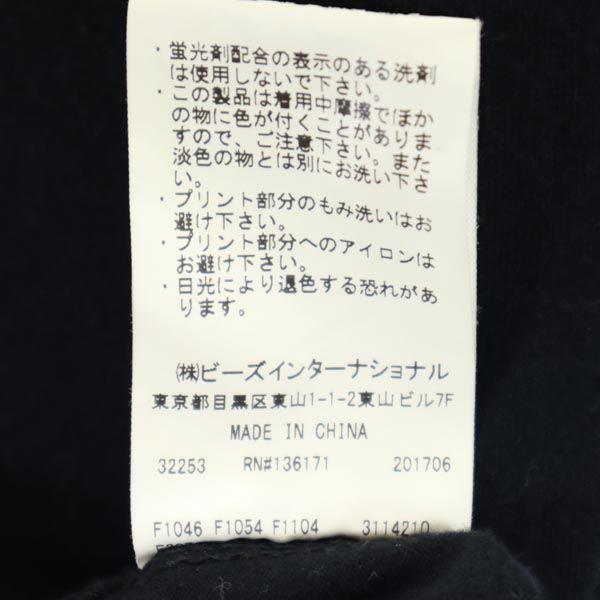 ・蛍光剤配合の表示のある洗剤
は使用しないで下さい。
・この製品は着用中摩擦でほか
の物に色が付くことがありま
すので、ご注意下さい。また
淡色の物とは別にお洗い下さ
い。
・プリント部分のもみ洗いはお
避け下さい。
・プリント部分へのアイロンは
お避け下さい。
・日光により退色する恐れがあ
ります。
㈱ビーズインターナショナル
東京都目黒区東山1-1-2東山ビル7F
MADE IN CHINA
32253 RN#136171 201706
F1046 F1054 F1104 3114210